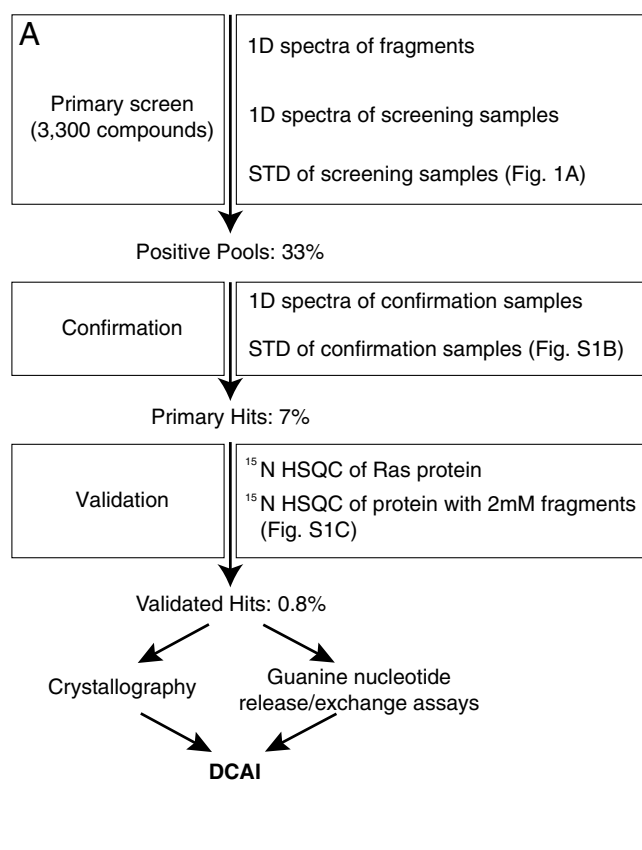 A
Primary screen
(3,300 compounds)
1D spectra of fragments
1D spectra of screening samples
STD of screening samples (Fig. 1A)
Positive Pools: 33%
Confirmation
1D spectra of confirmation samples
STD of confirmation samples (Fig. S1B)
Primary Hits: 7%
Validation
¹⁵N HSQC of Ras protein
¹⁵N HSQC of protein with 2mM fragments
(Fig. S1C)
Validated Hits: 0.8%
Crystallography
Guanine nucleotide
release/exchange assays
DCAI